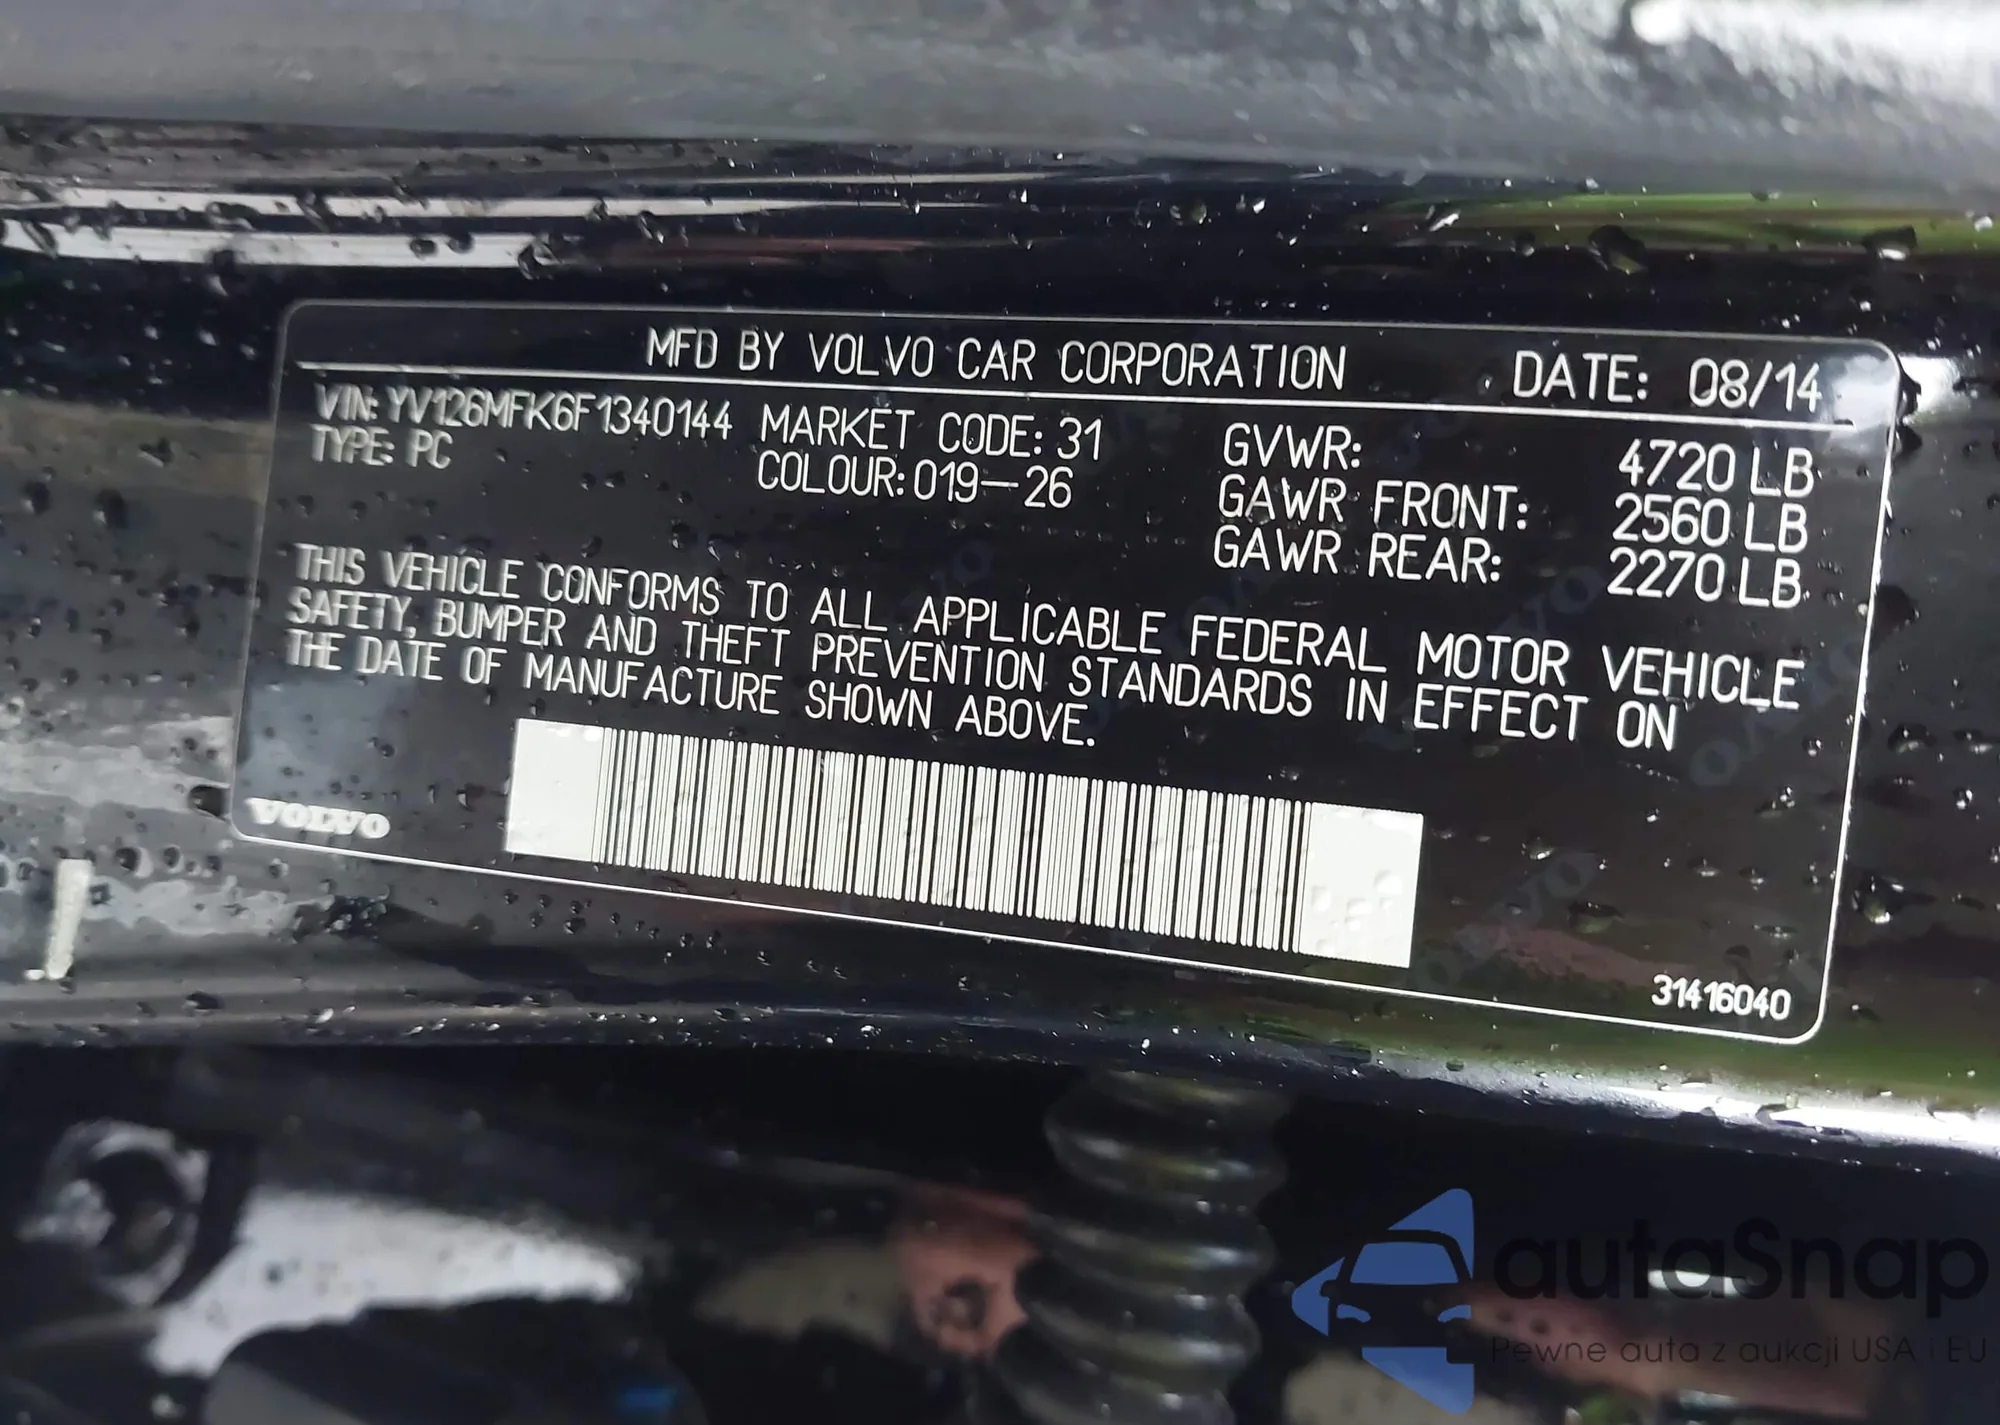 MFD BY VOLVO CAR CORPORATION DATE: 08/14
VIN: YV126MFK6F1340144 MARKET CODE: 31 GVWR: 4720 LB
TYPE: PC COLOUR: 019-26 GAWR FRONT: 2560 LB
GAWR REAR: 2270 LB
THIS VEHICLE CONFORMS TO ALL APPLICABLE FEDERAL MOTOR VEHICLE
SAFETY, BUMPER AND THEFT PREVENTION STANDARDS IN EFFECT ON
THE DATE OF MANUFACTURE SHOWN ABOVE.
VOLVO
31416040
autaSnap
Pewne auta z aukcji USA i EU